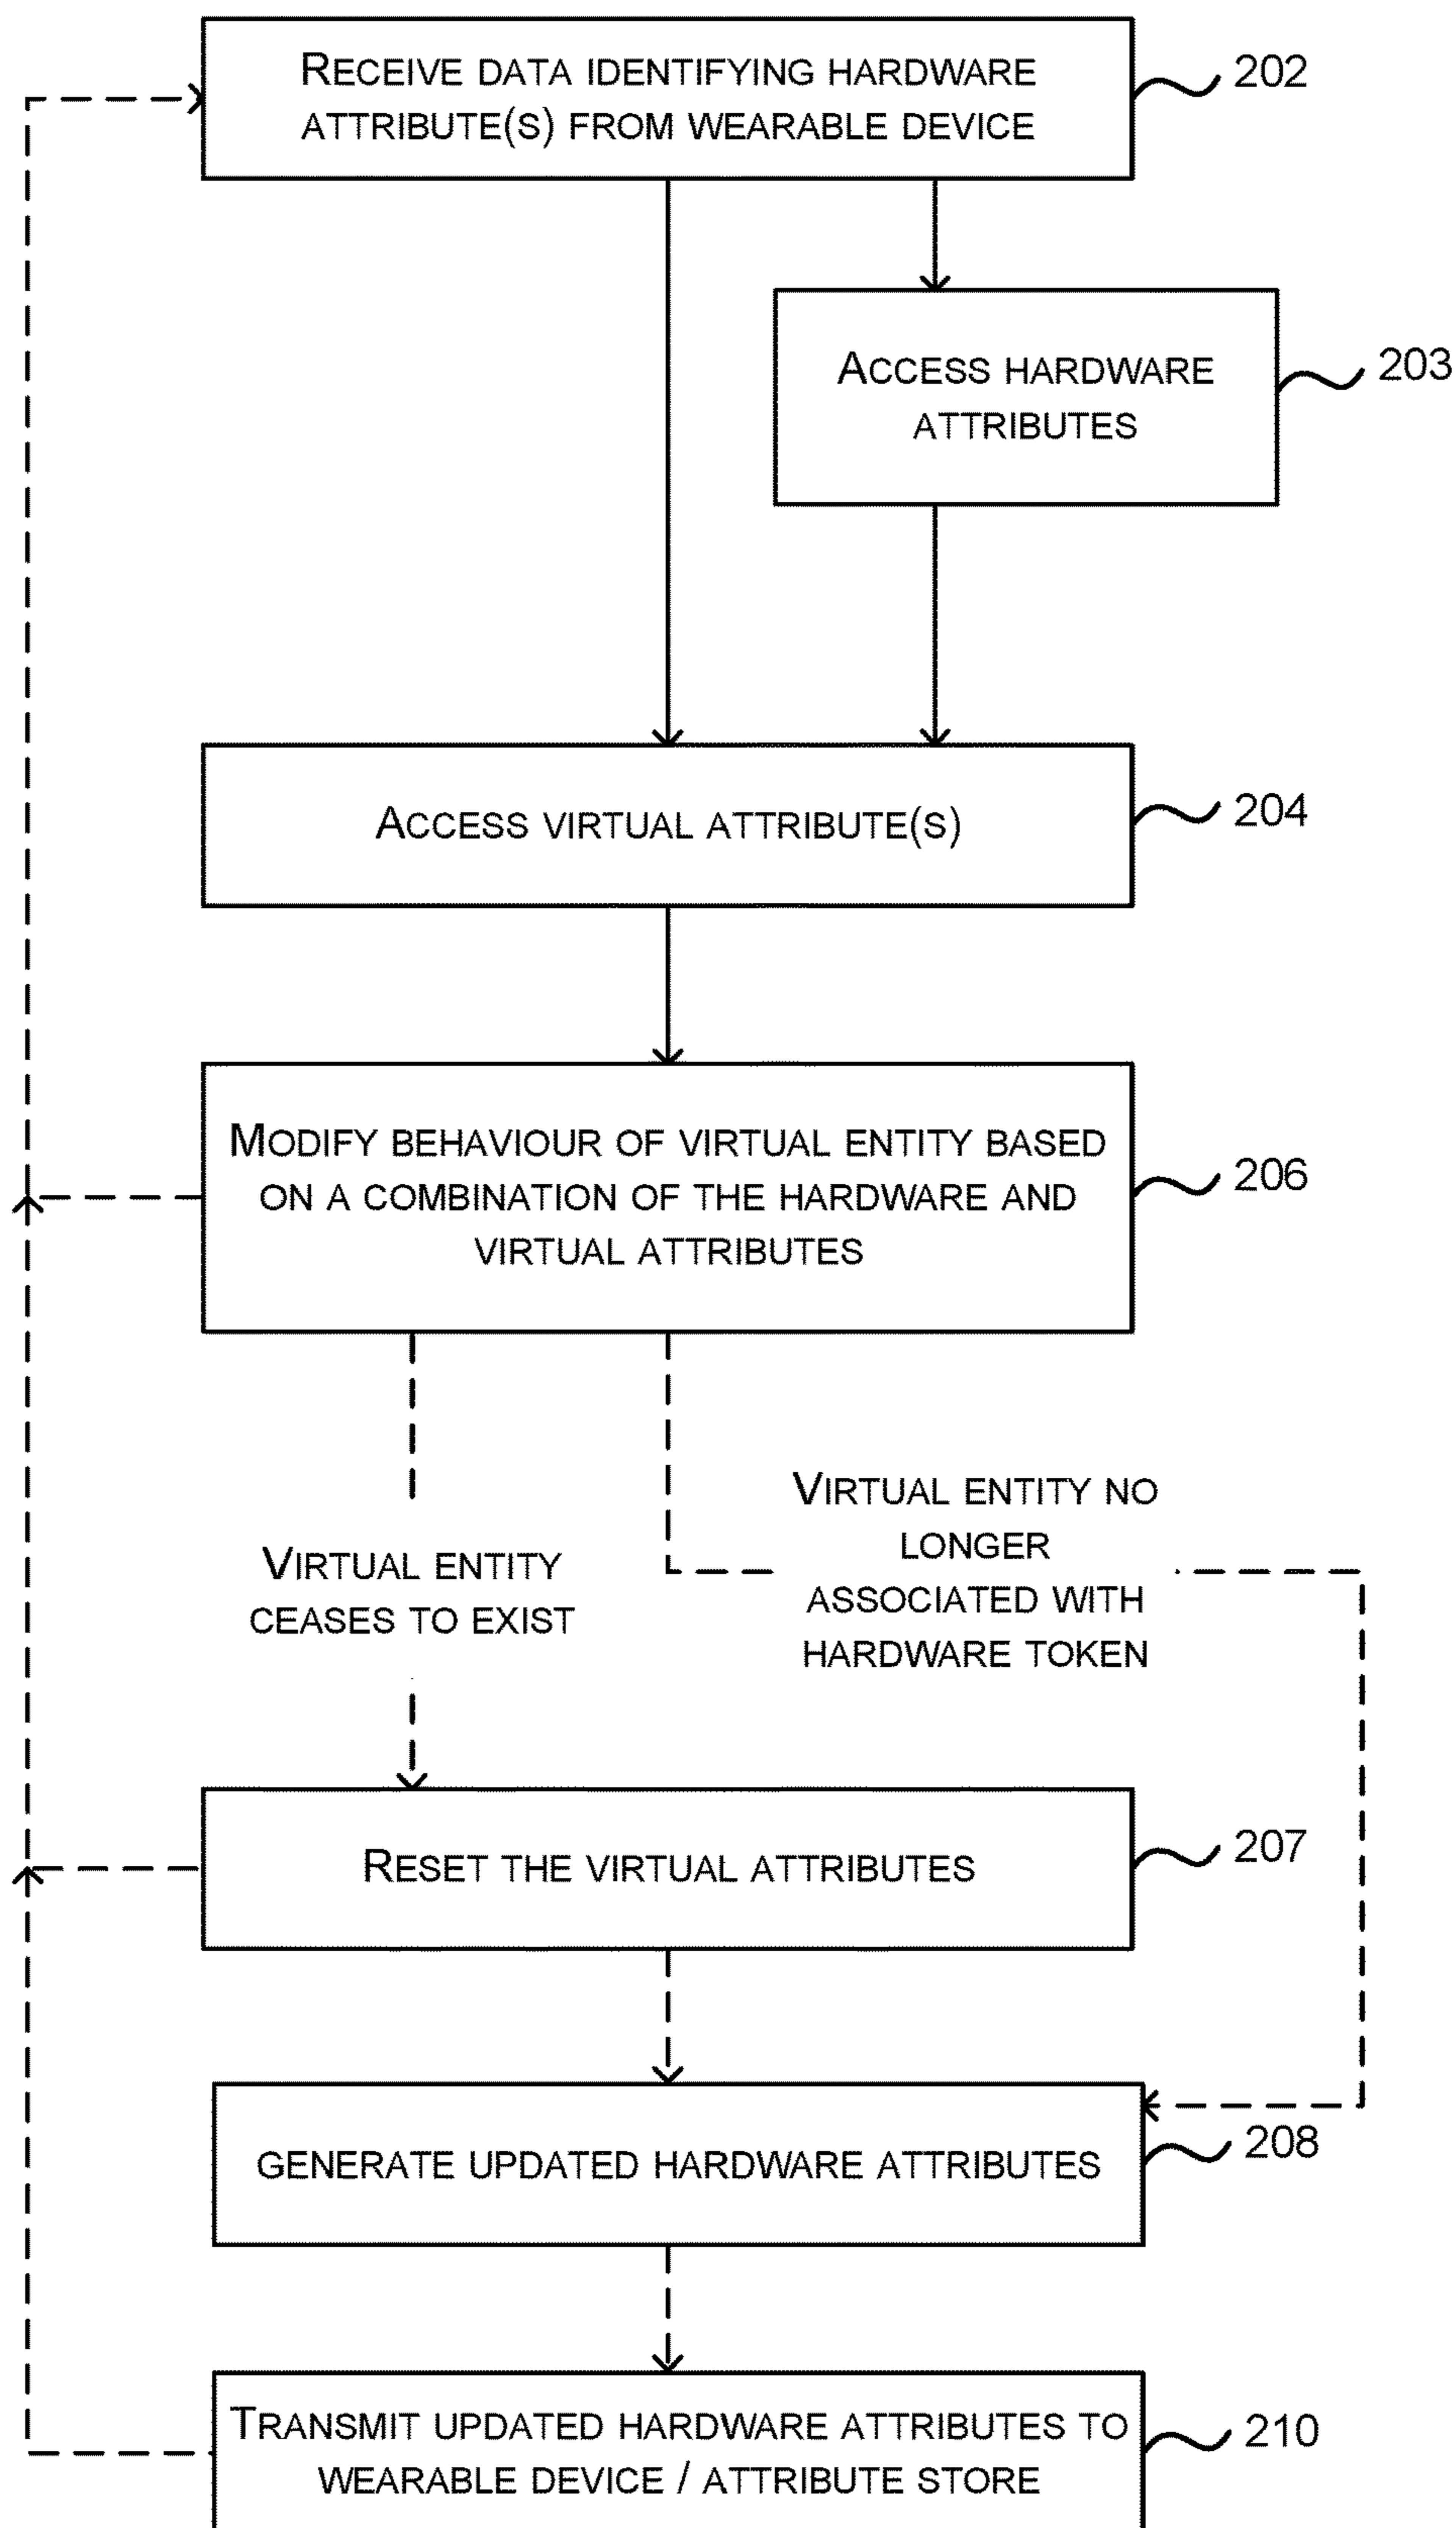 RECEIVE DATA IDENTIFYING HARDWARE
ATTRIBUTE(S) FROM WEARABLE DEVICE
202
ACCESS HARDWARE
ATTRIBUTES
203
ACCESS VIRTUAL ATTRIBUTE(S)
204
MODIFY BEHAVIOUR OF VIRTUAL ENTITY BASED
ON A COMBINATION OF THE HARDWARE AND
VIRTUAL ATTRIBUTES
206
VIRTUAL ENTITY
CEASES TO EXIST
VIRTUAL ENTITY NO
LONGER
ASSOCIATED WITH
HARDWARE TOKEN
RESET THE VIRTUAL ATTRIBUTES
207
GENERATE UPDATED HARDWARE ATTRIBUTES
208
TRANSMIT UPDATED HARDWARE ATTRIBUTES TO
WEARABLE DEVICE / ATTRIBUTE STORE
210